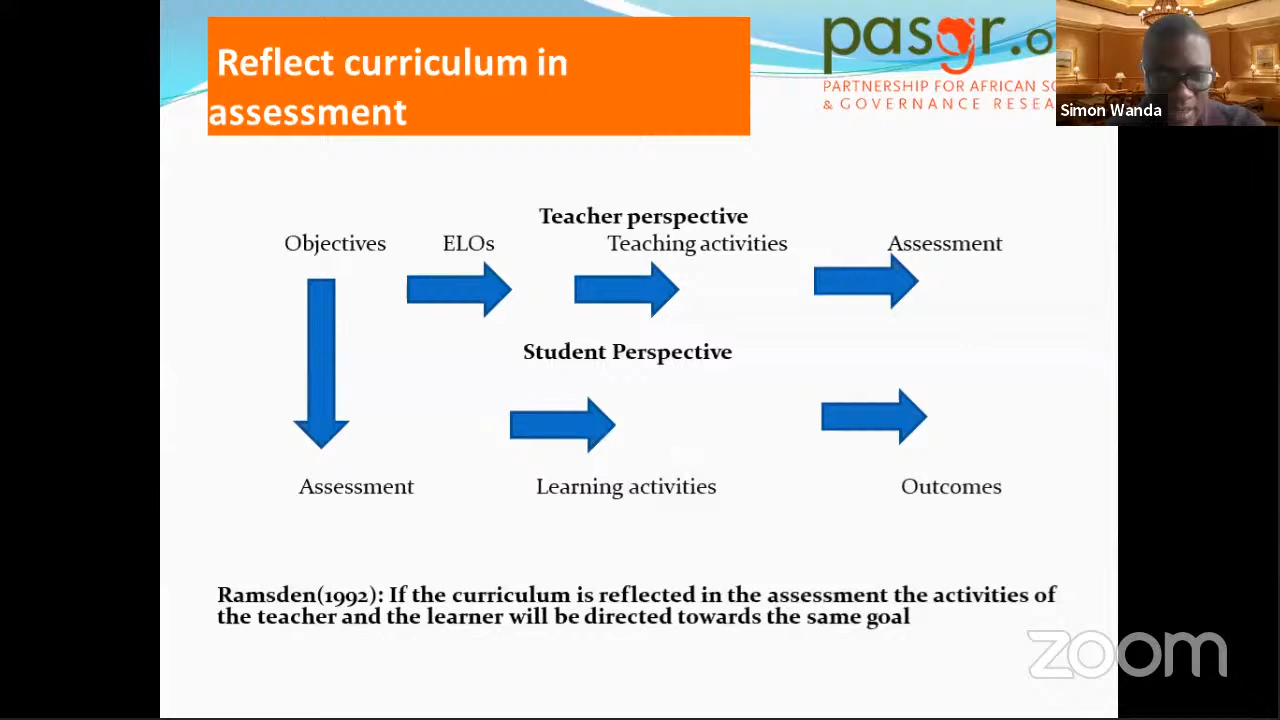 Reflect curriculum in
assessment
pasgr.o
PARTNERSHIP FOR AFRICAN SO
& GOVERNANCE RESEA
Simon Wanda
Teacher perspective
Objectives ELOs Teaching activities Assessment
Student Perspective
Assessment Learning activities Outcomes
Ramsden(1992): If the curriculum is reflected in the assessment the activities of
the teacher and the learner will be directed towards the same goal
zoom